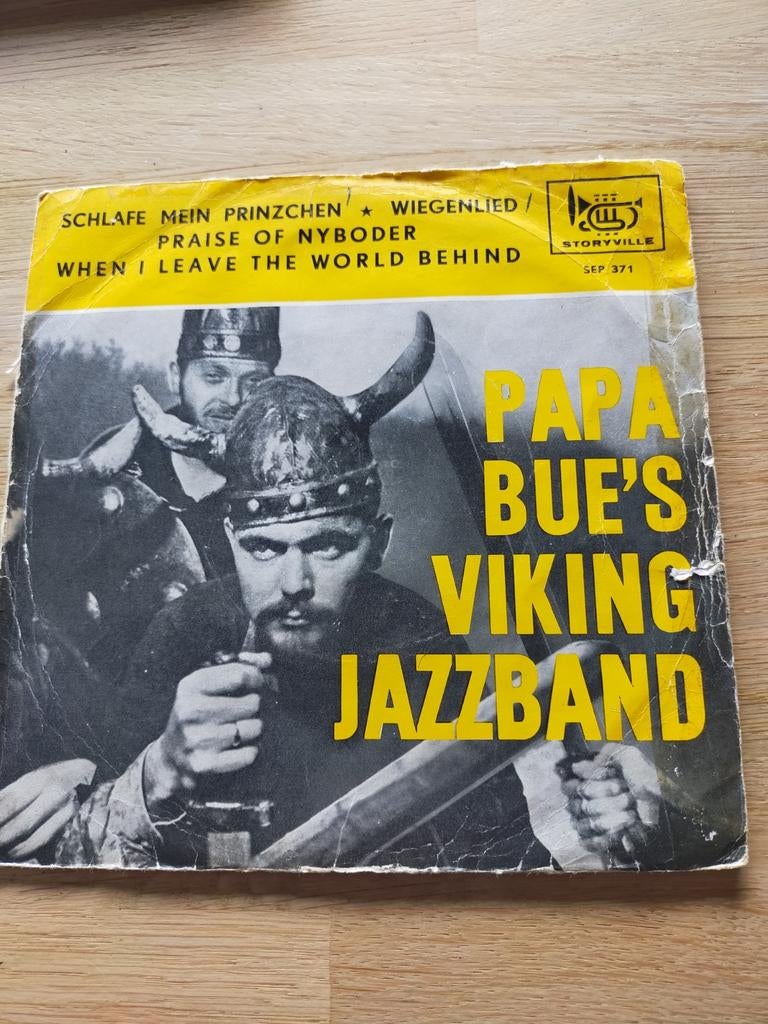 SCHLAFE MEIN PRINZCHEN / ★ WIEGENLIED /
PRAISE OF NYBODER
WHEN I LEAVE THE WORLD BEHIND
STORYVILLE
SEP 371
PAPA
BUE'S
VIKING
JAZZBAND